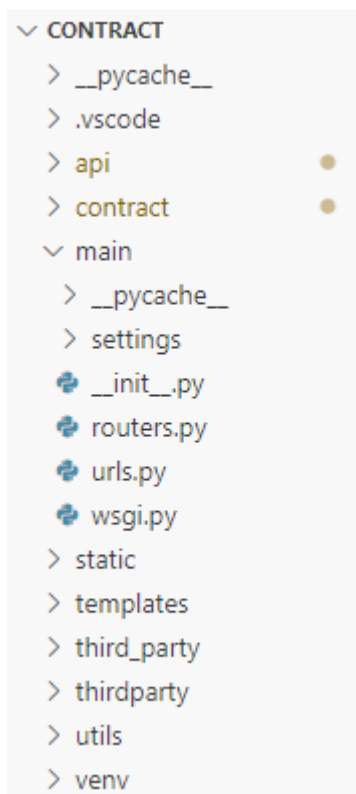 CONTRACT
__pycache__
.vscode
api
contract
main
__pycache__
settings
__init__.py
routers.py
urls.py
wsgi.py
static
templates
third_party
thirdparty
utils
venv